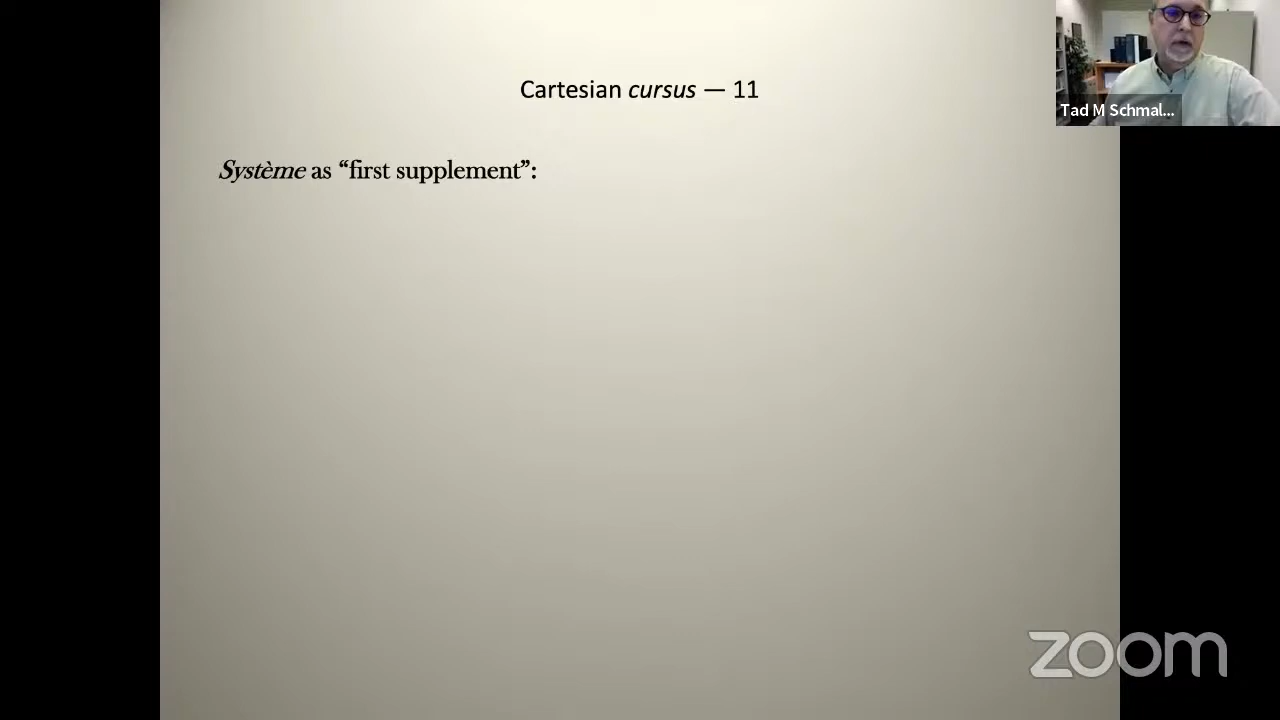 Cartesian cursus — 11
Tad M Schmal...
Système as “first supplement”:
zoom